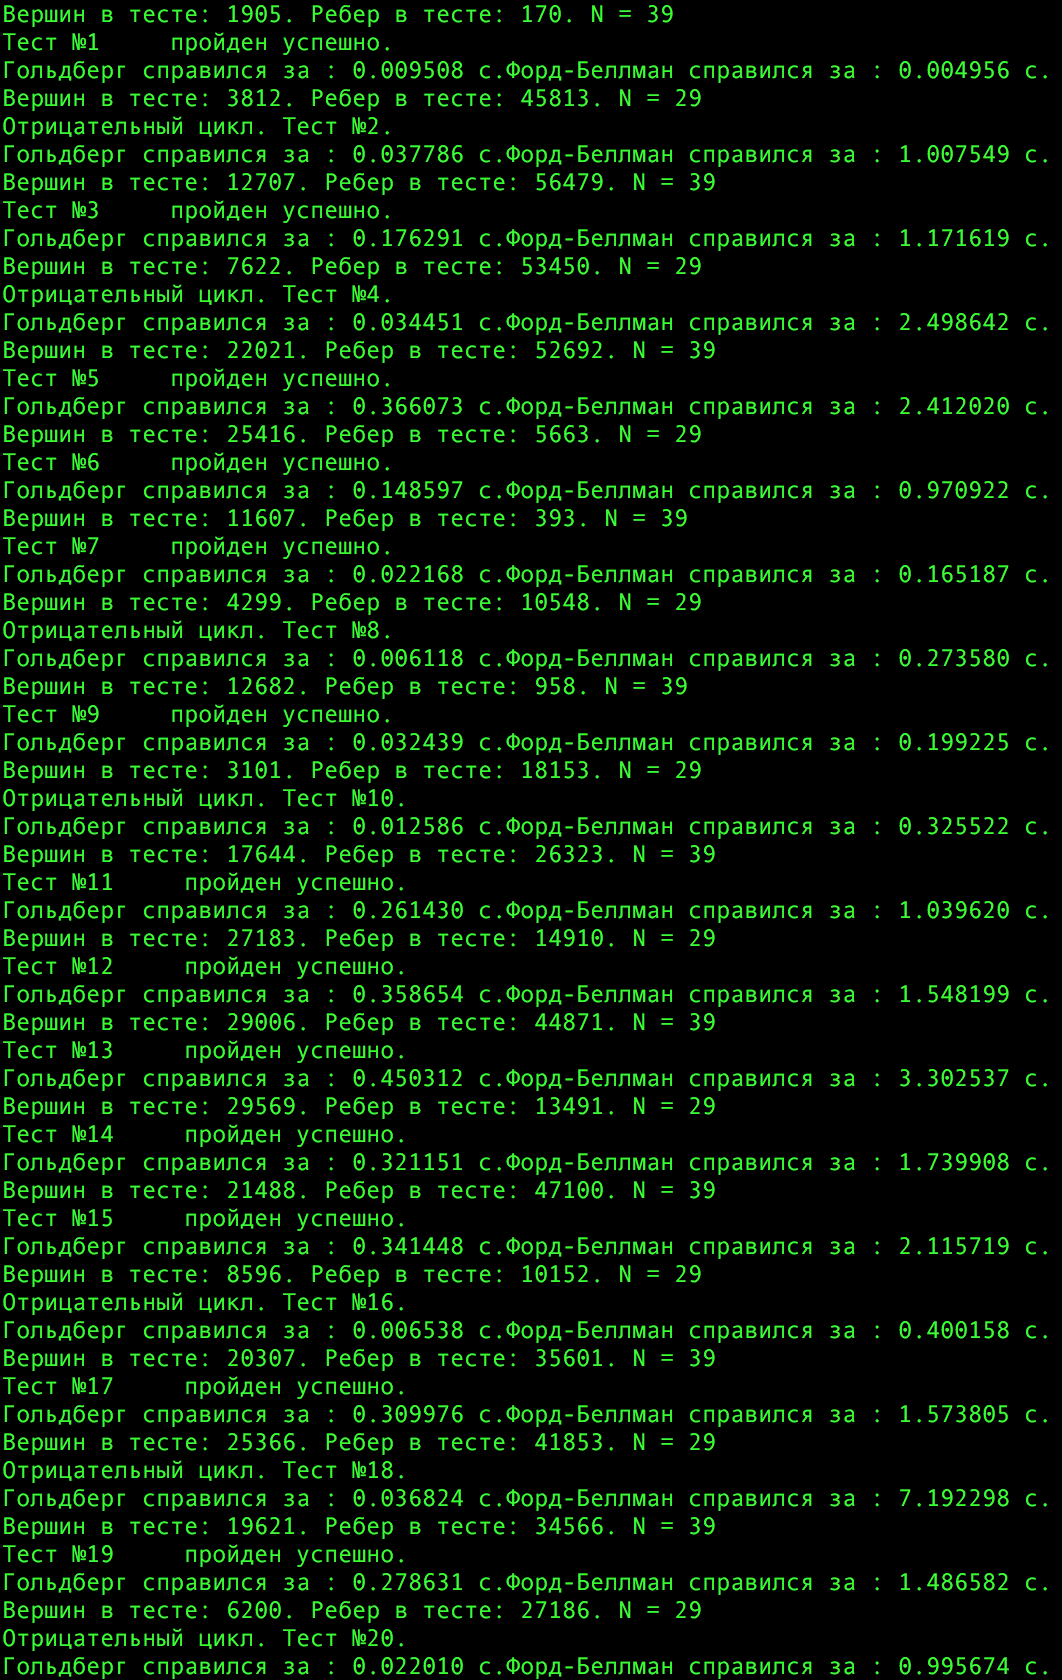 Вершин в тесте: 1905. Ребер в тесте: 170. N = 39
Тест №1     пройден успешно.
Гольдберг справился за : 0.009508 с.Форд-Беллман справился за : 0.004956 с.
Вершин в тесте: 3812. Ребер в тесте: 45813. N = 29
Отрицательный цикл. Тест №2.
Гольдберг справился за : 0.037786 с.Форд-Беллман справился за : 1.007549 с.
Вершин в тесте: 12707. Ребер в тесте: 56479. N = 39
Тест №3     пройден успешно.
Гольдберг справился за : 0.176291 с.Форд-Беллман справился за : 1.171619 с.
Вершин в тесте: 7622. Ребер в тесте: 53450. N = 29
Отрицательный цикл. Тест №4.
Гольдберг справился за : 0.034451 с.Форд-Беллман справился за : 2.498642 с.
Вершин в тесте: 22021. Ребер в тесте: 52692. N = 39
Тест №5     пройден успешно.
Гольдберг справился за : 0.366073 с.Форд-Беллман справился за : 2.412020 с.
Вершин в тесте: 25416. Ребер в тесте: 5663. N = 29
Тест №6     пройден успешно.
Гольдберг справился за : 0.148597 с.Форд-Беллман справился за : 0.970922 с.
Вершин в тесте: 11607. Ребер в тесте: 393. N = 39
Тест №7     пройден успешно.
Гольдберг справился за : 0.022168 с.Форд-Беллман справился за : 0.165187 с.
Вершин в тесте: 4299. Ребер в тесте: 10548. N = 29
Отрицательный цикл. Тест №8.
Гольдберг справился за : 0.006118 с.Форд-Беллман справился за : 0.273580 с.
Вершин в тесте: 12682. Ребер в тесте: 958. N = 39
Тест №9     пройден успешно.
Гольдберг справился за : 0.032439 с.Форд-Беллман справился за : 0.199225 с.
Вершин в тесте: 3101. Ребер в тесте: 18153. N = 29
Отрицательный цикл. Тест №10.
Гольдберг справился за : 0.012586 с.Форд-Беллман справился за : 0.325522 с.
Вершин в тесте: 17644. Ребер в тесте: 26323. N = 39
Тест №11     пройден успешно.
Гольдберг справился за : 0.261430 с.Форд-Беллман справился за : 1.039620 с.
Вершин в тесте: 27183. Ребер в тесте: 14910. N = 29
Тест №12     пройден успешно.
Гольдберг справился за : 0.358654 с.Форд-Беллман справился за : 1.548199 с.
Вершин в тесте: 29006. Ребер в тесте: 44871. N = 39
Тест №13     пройден успешно.
Гольдберг справился за : 0.450312 с.Форд-Беллман справился за : 3.302537 с.
Вершин в тесте: 29569. Ребер в тесте: 13491. N = 29
Тест №14     пройден успешно.
Гольдберг справился за : 0.321151 с.Форд-Беллман справился за : 1.739908 с.
Вершин в тесте: 21488. Ребер в тесте: 47100. N = 39
Тест №15     пройден успешно.
Гольдберг справился за : 0.341448 с.Форд-Беллман справился за : 2.115719 с.
Вершин в тесте: 8596. Ребер в тесте: 10152. N = 29
Отрицательный цикл. Тест №16.
Гольдберг справился за : 0.006538 с.Форд-Беллман справился за : 0.400158 с.
Вершин в тесте: 20307. Ребер в тесте: 35601. N = 39
Тест №17     пройден успешно.
Гольдберг справился за : 0.309976 с.Форд-Беллман справился за : 1.573805 с.
Вершин в тесте: 25366. Ребер в тесте: 41853. N = 29
Отрицательный цикл. Тест №18.
Гольдберг справился за : 0.036824 с.Форд-Беллман справился за : 7.192298 с.
Вершин в тесте: 19621. Ребер в тесте: 34566. N = 39
Тест №19     пройден успешно.
Гольдберг справился за : 0.278631 с.Форд-Беллман справился за : 1.486582 с.
Вершин в тесте: 6200. Ребер в тесте: 27186. N = 29
Отрицательный цикл. Тест №20.
Гольдберг справился за : 0.022010 с.Форд-Беллман справился за : 0.995674 с.